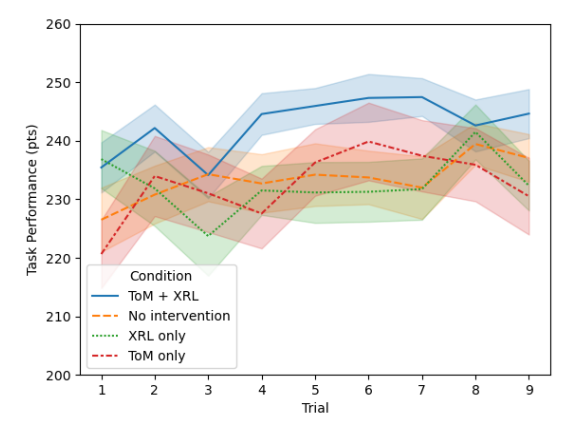 260
250
240
230
220
210
200
Task Performance (pts)
Condition
ToM + XRL
No intervention
XRL only
ToM only
1 2 3 4 5 6 7 8 9
Trial